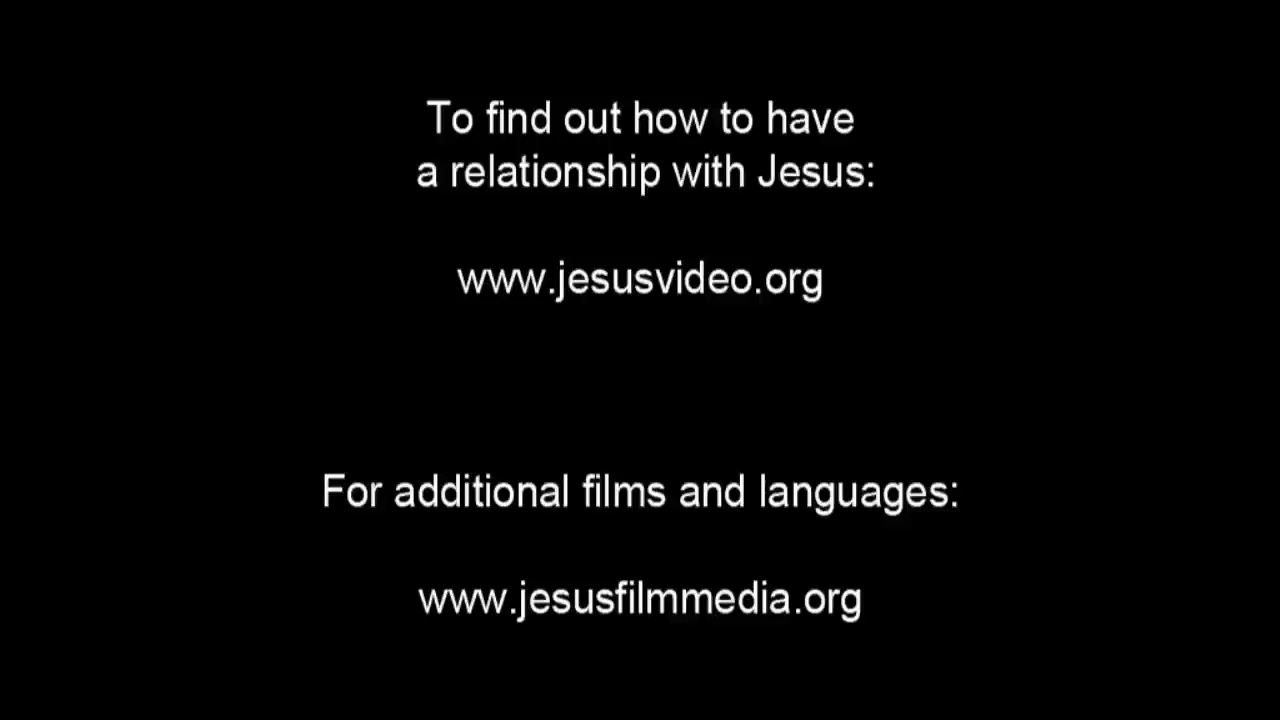 To find out how to have
a relationship with Jesus:
www.jesusvideo.org
For additional films and languages:
www.jesusfilmmedia.org